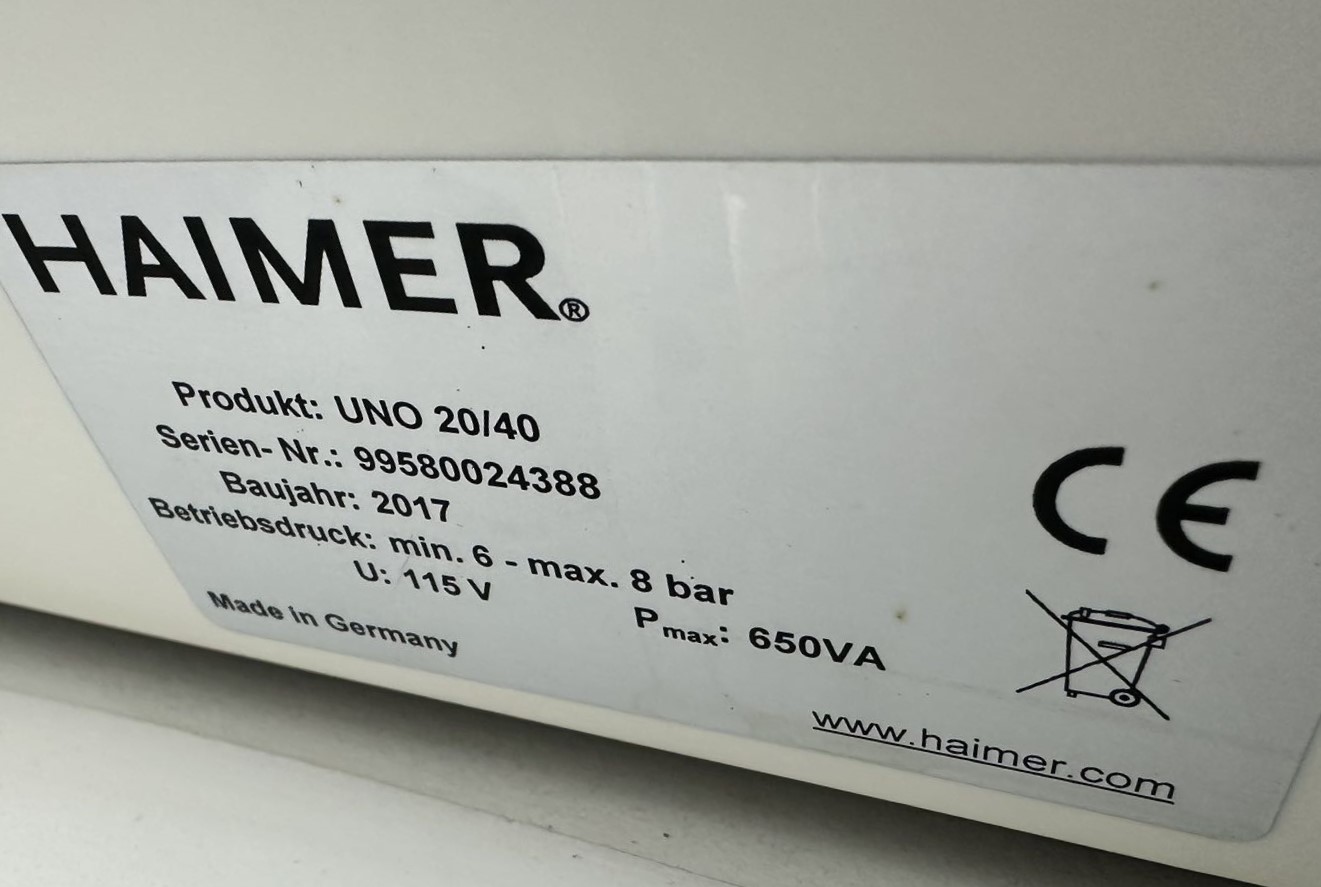 HAIMER®
Produkt: UNO 20/40
Serien- Nr.: 99580024388
Baujahr: 2017
Betriebsdruck: min. 6 - max. 8 bar
U: 115 V
Pmax: 650VA
Made in Germany
CE
www.haimer.com